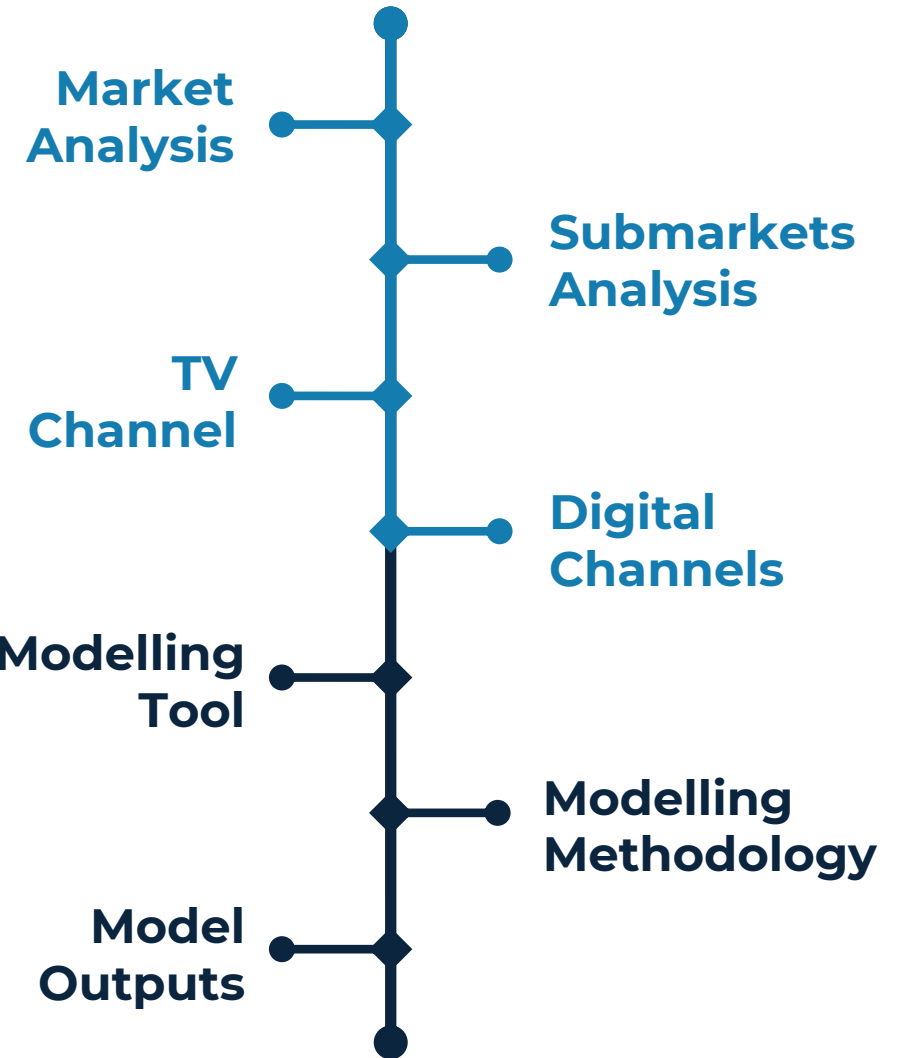 Market
Analysis
Submarkets
Analysis
TV
Channel
Digital
Channels
Modelling
Tool
Modelling
Methodology
Model
Outputs